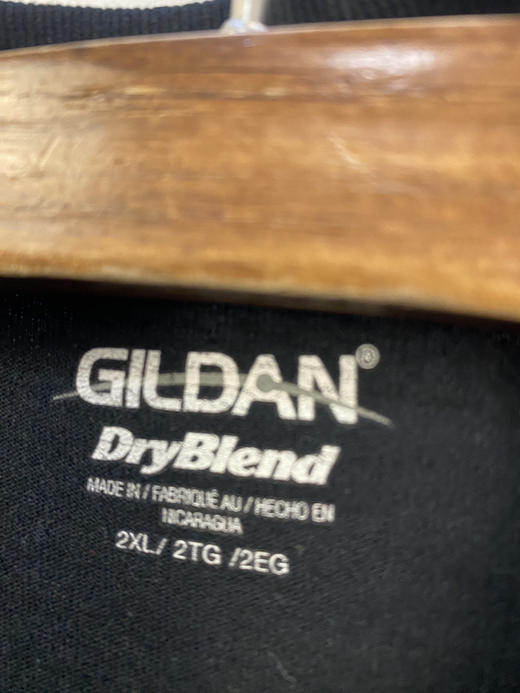 GILDAN®
DryBlend
MADE IN / FABRIQUÉ AU / HECHO EN
NICARAGUA
2XL/ 2TG /2EG